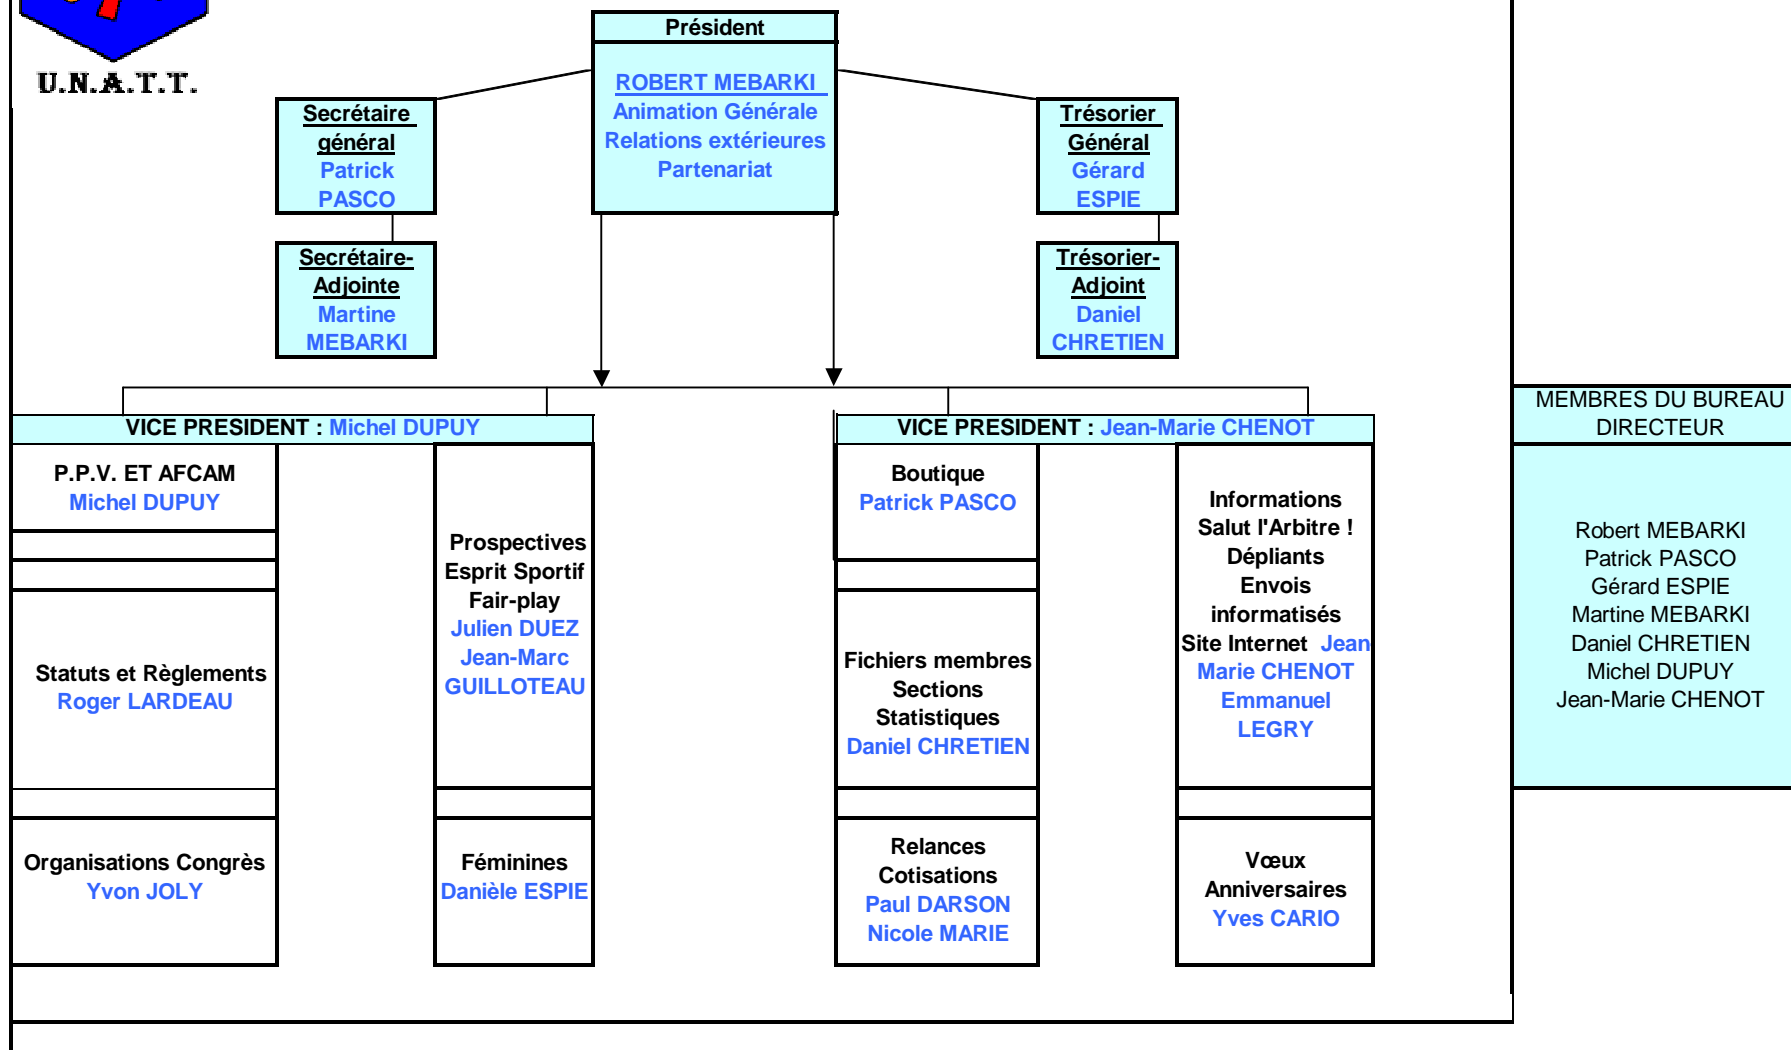 U.N.A.T.T.
Président
ROBERT MEBARKI
Animation Générale
Relations extérieures
Partenariat
Secrétaire
général
Patrick
PASCO
Trésorier
Général
Gérard
ESPIE
Secrétaire-
Adjointe
Martine
MEBARKI
Trésorier-
Adjoint
Daniel
CHRETIEN
VICE PRESIDENT : Michel DUPUY
P.P.V. ET AFCAM
Michel DUPUY
Statuts et Règlements
Roger LARDEAU
Organisations Congrès
Yvon JOLY
Prospectives
Esprit Sportif
Fair-play
Julien DUEZ
Jean-Marc
GUILLOTEAU
Féminines
Danièle ESPIE
VICE PRESIDENT : Jean-Marie CHENOT
Boutique
Patrick PASCO
Fichiers membres
Sections
Statistiques
Daniel CHRETIEN
Relances
Cotisations
Paul DARSON
Nicole MARIE
Informations
Salut l'Arbitre !
Dépliants
Envois
informatisés
Site Internet Jean
Marie CHENOT
Emmanuel
LEGRY
Vœux
Anniversaires
Yves CARIO
MEMBRES DU BUREAU
DIRECTEUR
Robert MEBARKI
Patrick PASCO
Gérard ESPIE
Martine MEBARKI
Daniel CHRETIEN
Michel DUPUY
Jean-Marie CHENOT